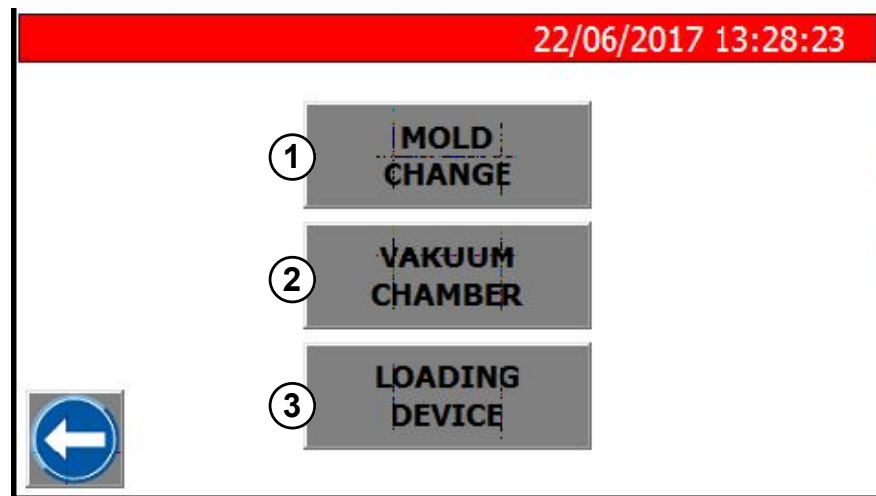 22/06/2017 13:28:23
1
MOLD
CHANGE
2
VAKUUM
CHAMBER
3
LOADING
DEVICE